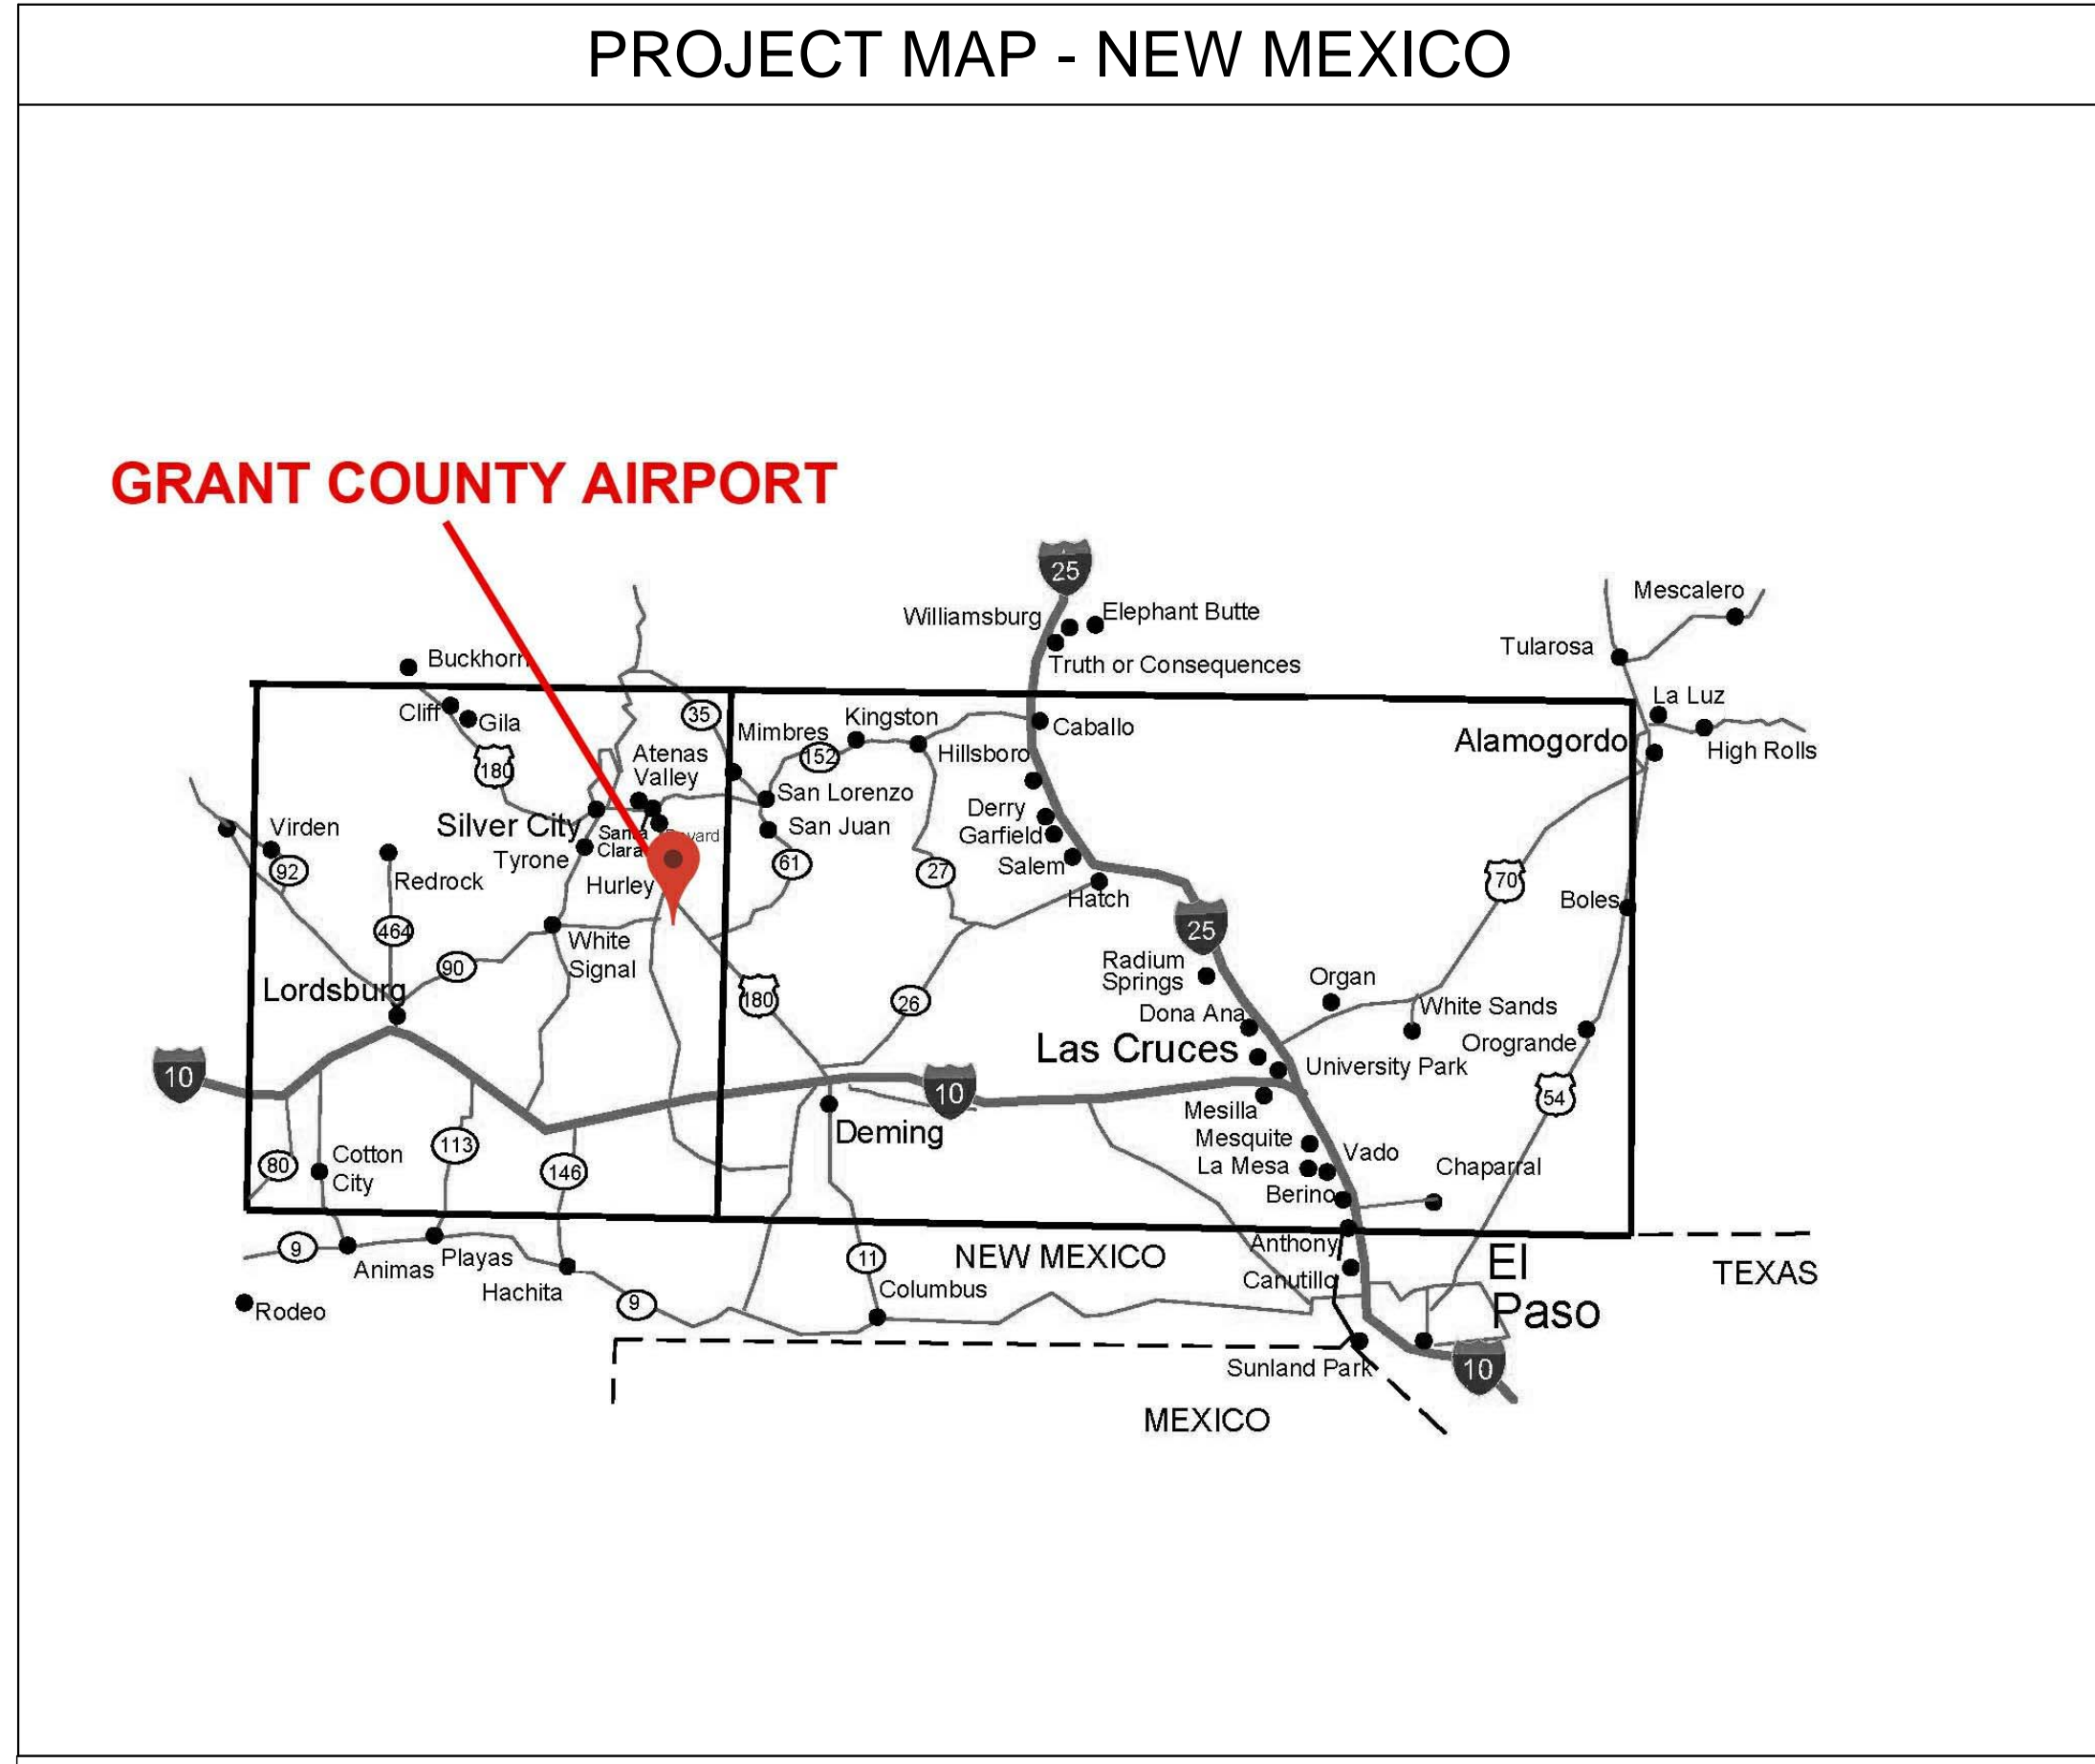 PROJECT MAP - NEW MEXICO
GRANT COUNTY AIRPORT
25
Mescalero
Williamsburg
Elephant Butte
Tularosa
Buckhorn
Truth or Consequences
La Luz
Cliff
Gila
35
Mimbres
Kingston
Caballo
Alamogordo
High Rolls
180
Atenas
Valley
152
Hillsboro
San Lorenzo
Derry
Virden
Silver City
Santa
Clara
San Juan
Garfield
Tyrone
61
Salem
92
Redrock
Hurley
27
Hatch
70
Boles
464
White
Signal
25
90
Radium
Springs
Organ
Lordsburg
180
26
White Sands
Dona Ana
Orogrande
Las Cruces
University Park
10
10
54
Mesilla
Deming
Mesquite
Vado
80
Cotton
City
113
146
La Mesa
Chaparral
Berino
9
Animas
Playas
11
NEW MEXICO
Anthony
El
Paso
TEXAS
Hachita
Columbus
Canutillo
Rodeo
9
Sunland Park
10
MEXICO